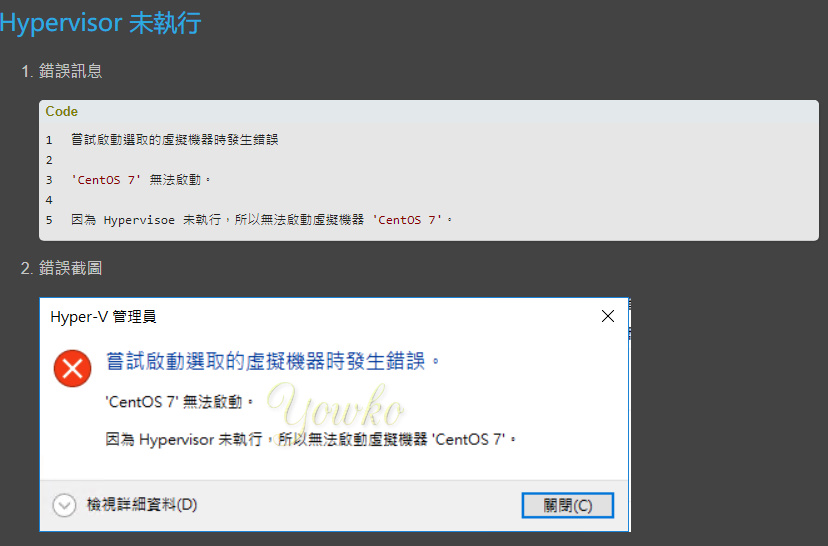 Hypervisor 未執行
1. 錯誤訊息
Code
1 嘗試啟動選取的虛擬機器時發生錯誤
2
3 'CentOS 7' 無法啟動。
4
5 因為 Hypervisoe 未執行，所以無法啟動虛擬機器 'CentOS 7'。
2. 錯誤截圖
Hyper-V 管理員
嘗試啟動選取的虛擬機器時發生錯誤。
'CentOS 7' 無法啟動。
Yowko
因為 Hypervisor 未執行，所以無法啟動虛擬機器 'CentOS 7'。
檢視詳細資料(D)
關閉(C)